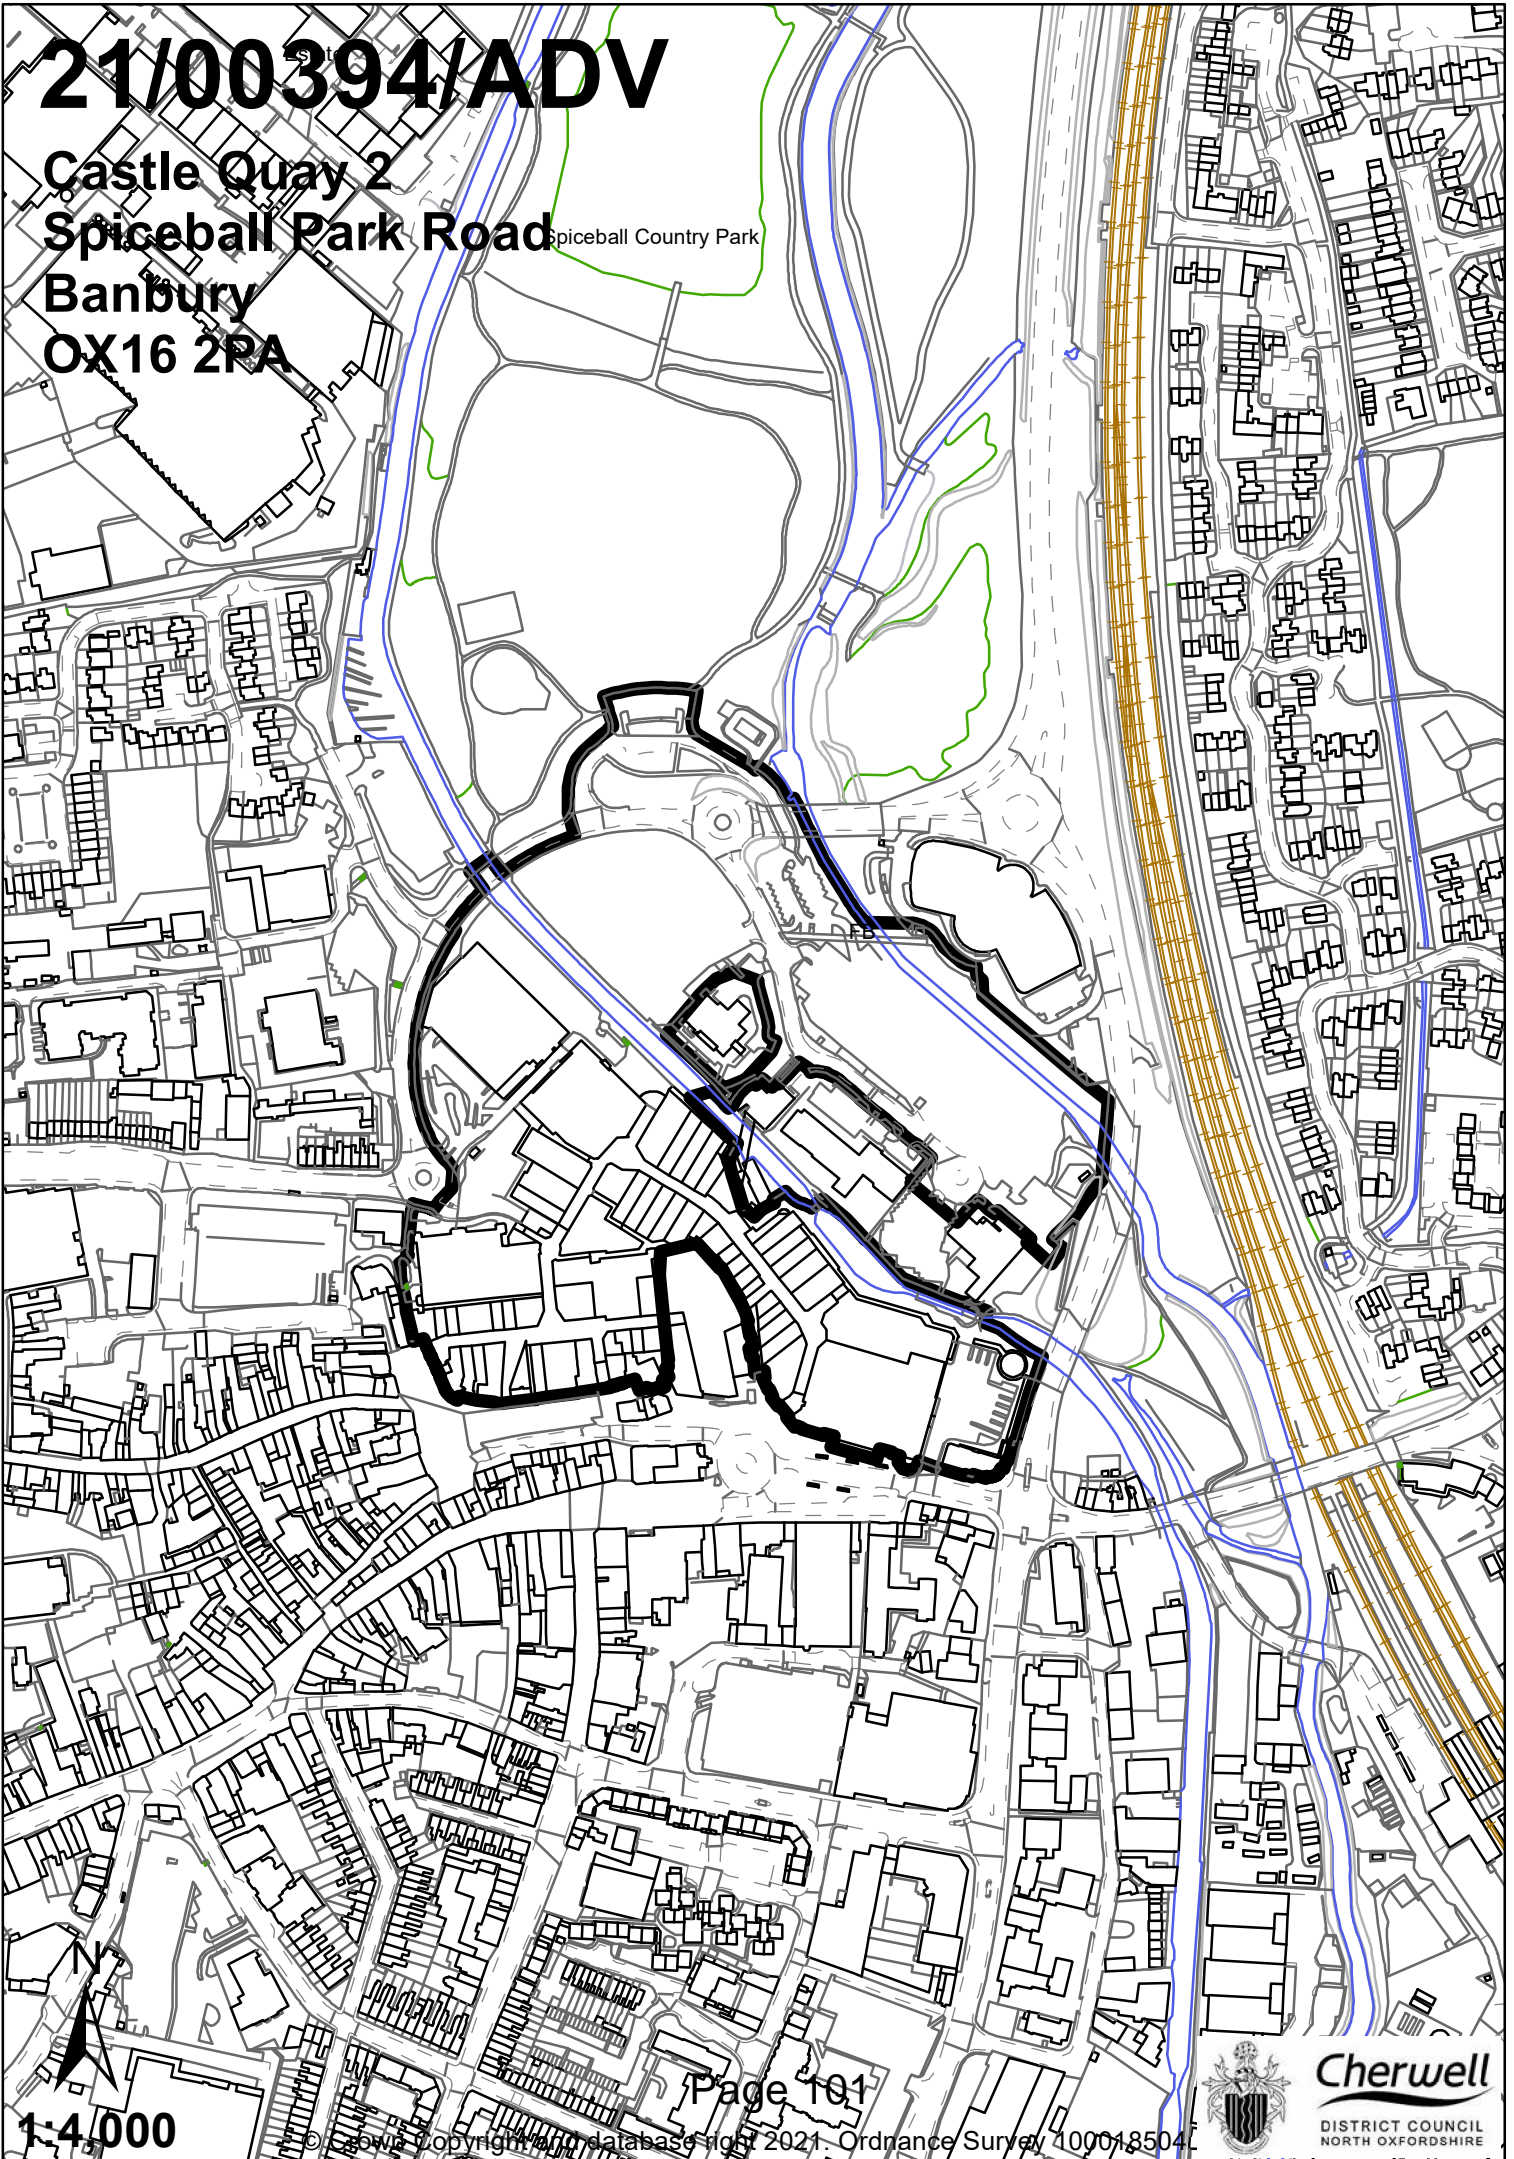 21/00394/ADV
Castle Quay 2
Spiceball Park Road
Banbury
OX16 2PA
Spiceball Country Park
FB
N
1:4,000
Page 101
© Crown Copyright and database right 2021. Ordnance Survey 100018504
Cherwell
DISTRICT COUNCIL
NORTH OXFORDSHIRE